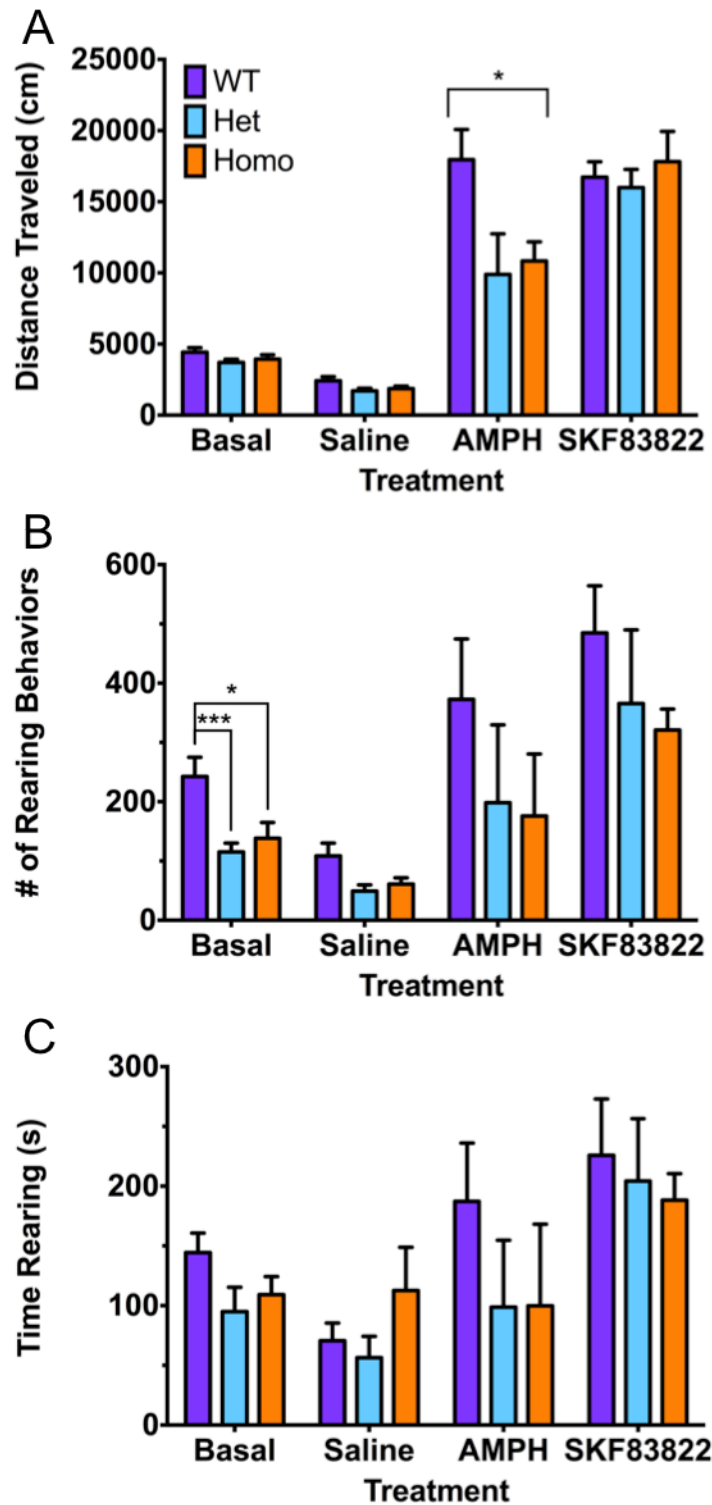 A
Distance Traveled (cm)
25000
20000
15000
10000
5000
0
WT
Het
Homo
*
Basal Saline AMPH SKF83822
Treatment
B
# of Rearing Behaviors
600
400
200
0
***
*
Basal Saline AMPH SKF83822
Treatment
C
Time Rearing (s)
300
200
100
0
Basal Saline AMPH SKF83822
Treatment